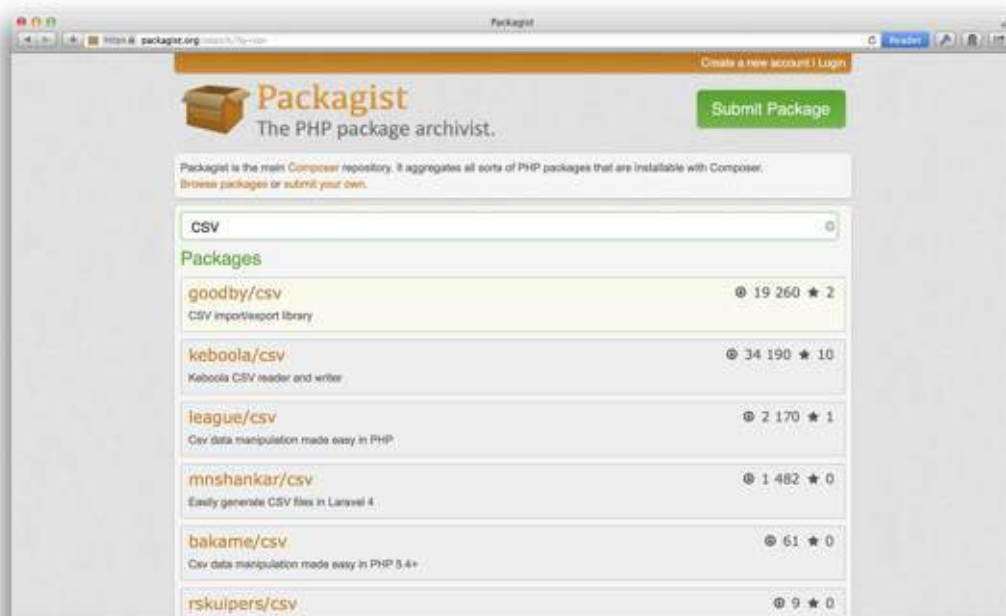 Packagist
https packagist.org
Reader
Create a new account | Login
Packagist
The PHP package archivist.
Submit Package
Packagist is the main Composer repository. It aggregates all sorts of PHP packages that are installable with Composer.
Browse packages or submit your own.
CSV
Packages
goodby/csv
19 260 ★ 2
CSV import/export library
keboola/csv
34 190 ★ 10
Keboola CSV reader and writer
league/csv
2 170 ★ 1
Csv data manipulation made easy in PHP
mnshankar/csv
1 482 ★ 0
Easily generate CSV files in Laravel 4
bakame/csv
61 ★ 0
Csv data manipulation made easy in PHP 5.4+
rskuipers/csv
9 ★ 0